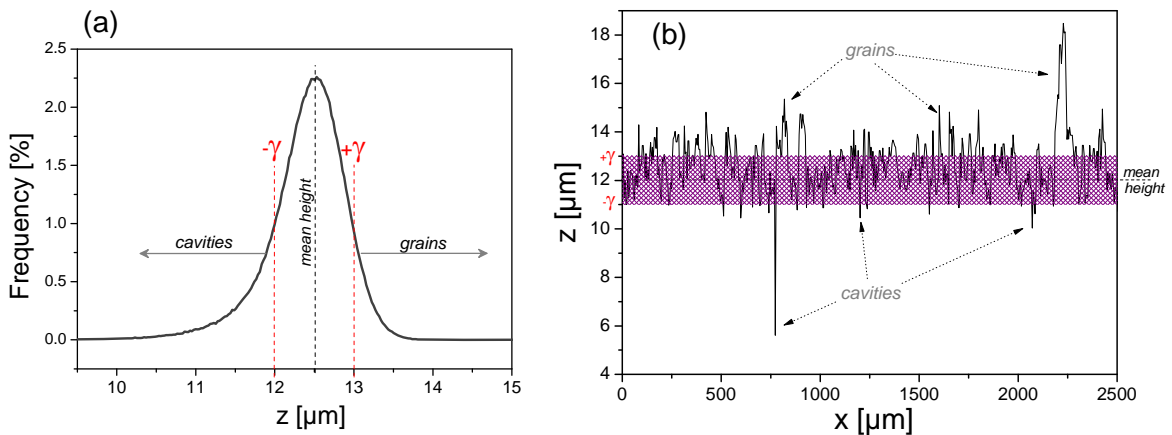 (a)
2.5
2.0
1.5
1.0
0.5
0.0
Frequency [%]
-γ
+γ
cavities
mean height
grains
10
11
12
13
14
15
z [µm]
(b)
18
16
14
12
10
8
6
4
z [µm]
+γ
-γ
grains
cavities
mean
height
0
500
1000
1500
2000
2500
x [µm]